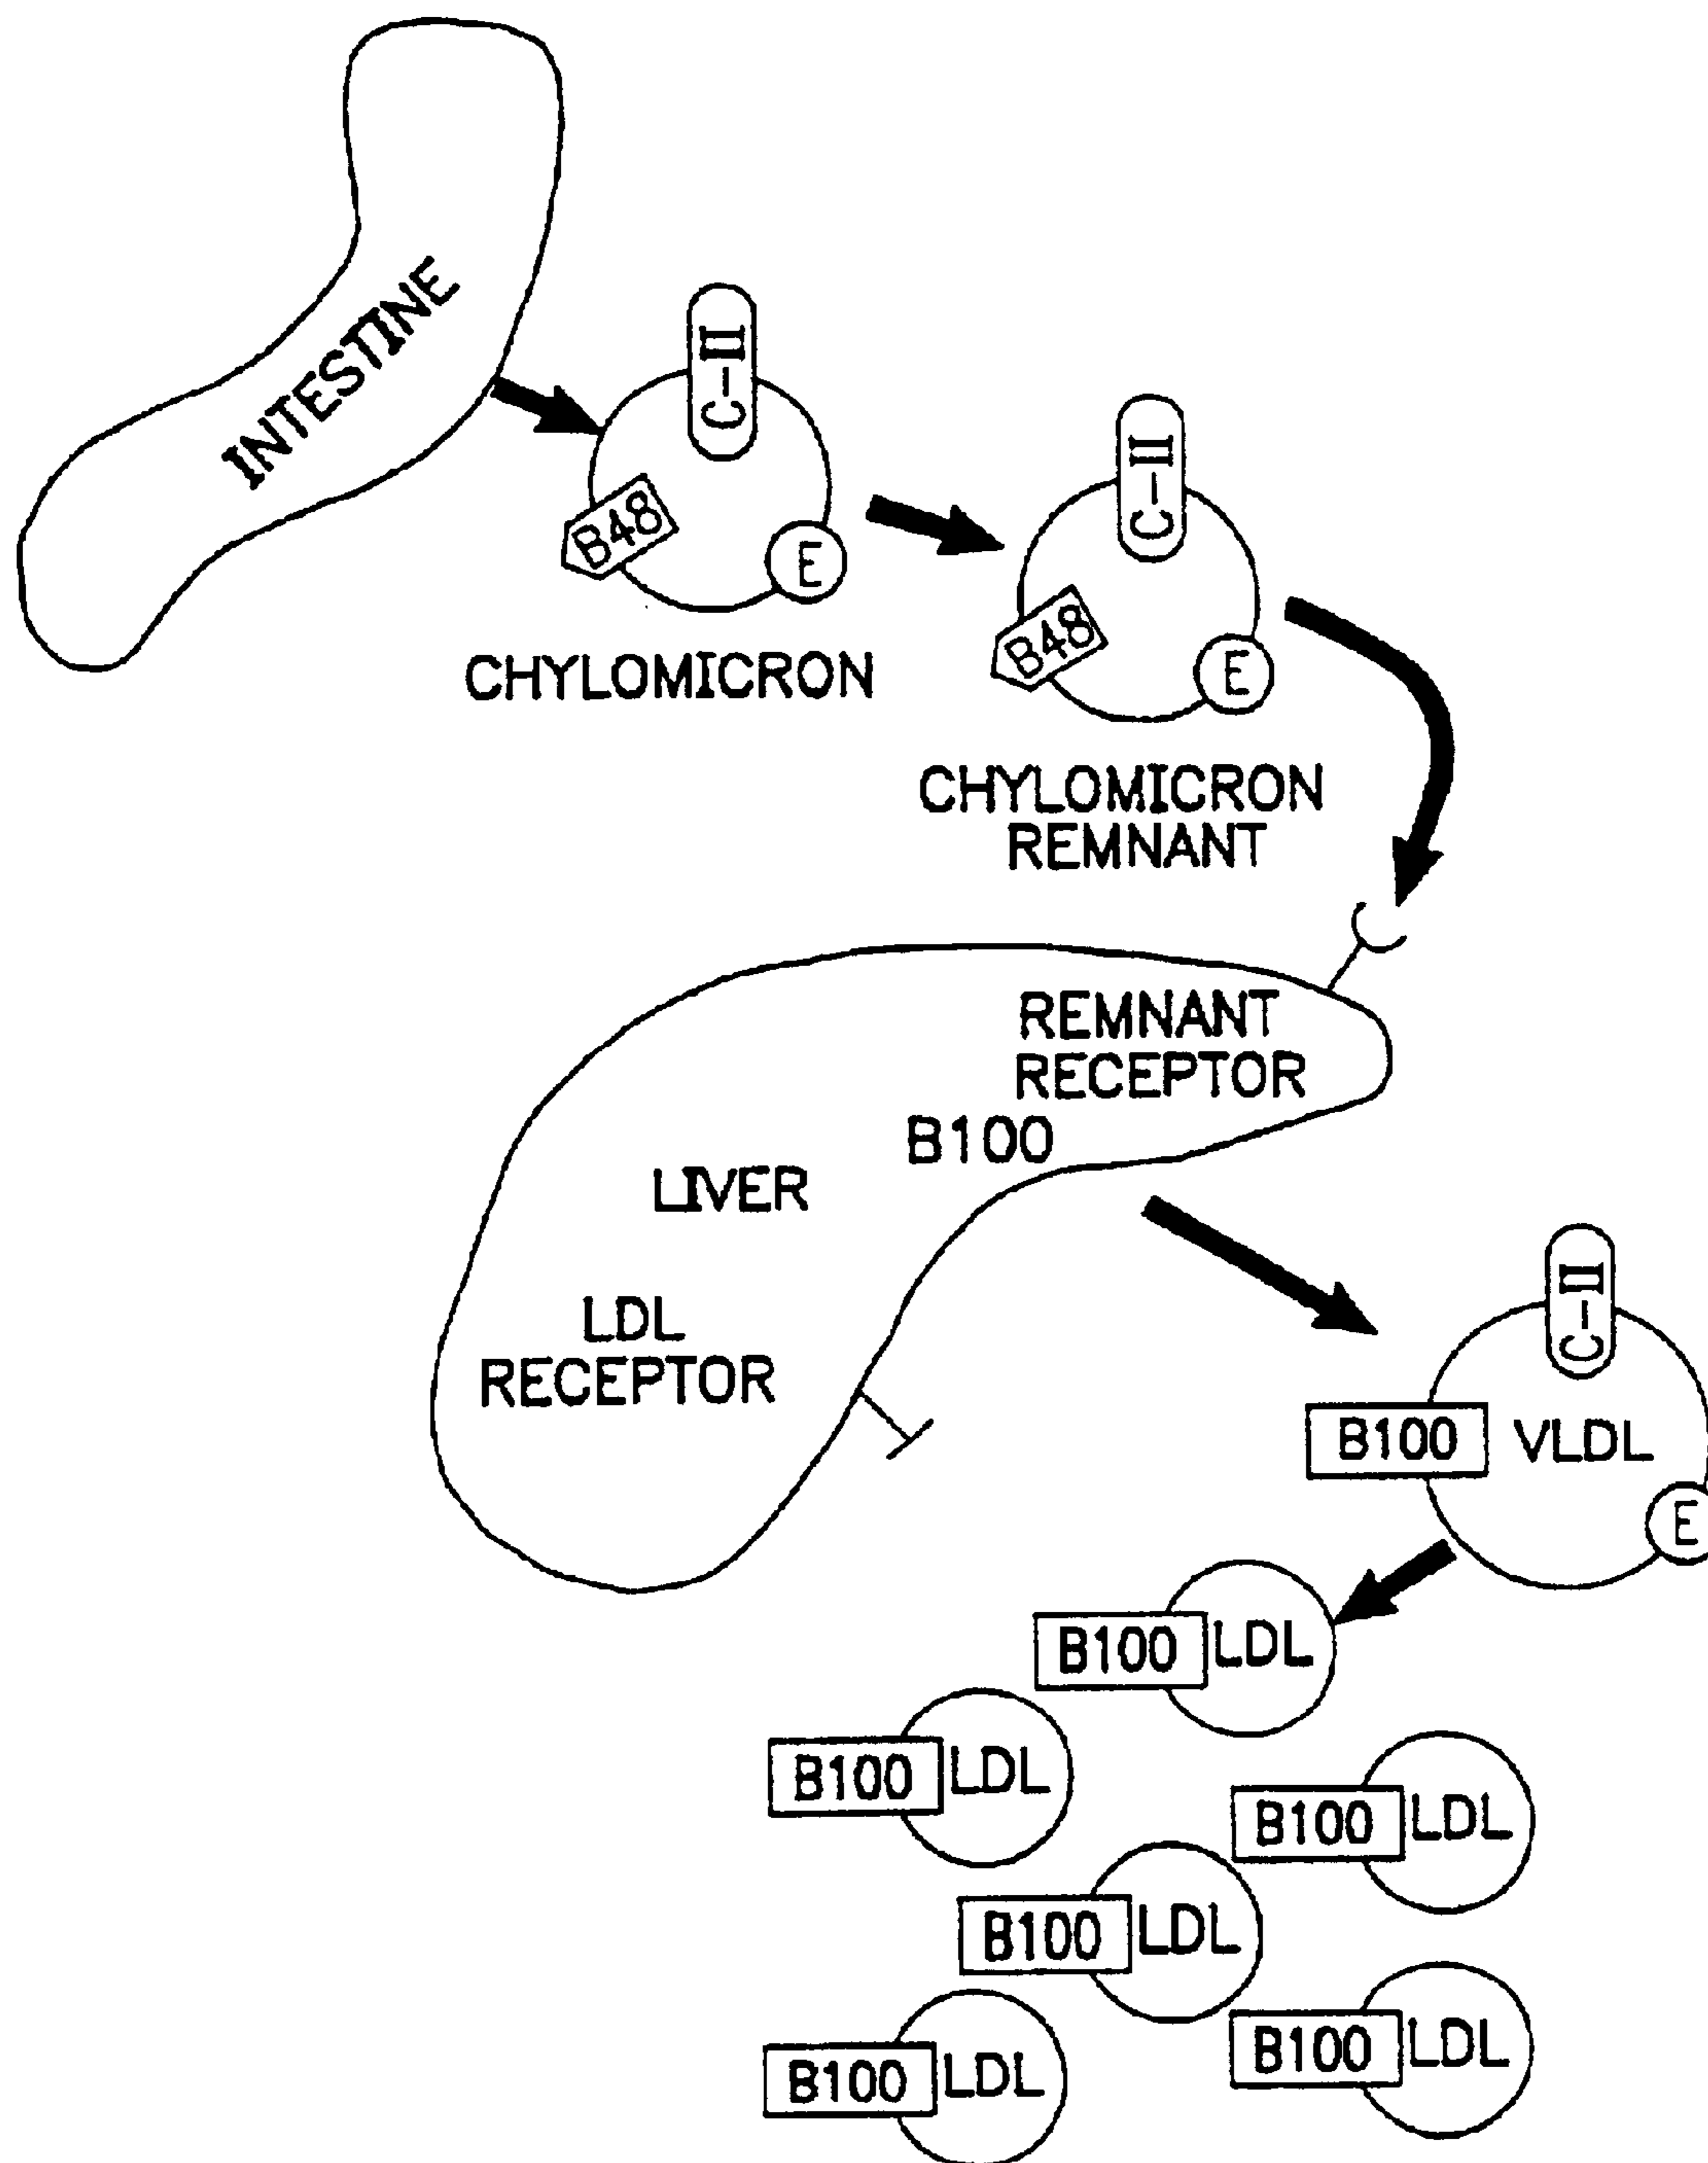 INTESTINE
C-II
B48
E
CHYLOMICRON
C-II
B48
E
CHYLOMICRON
REMNANT
REMNANT
RECEPTOR
B100
LIVER
LDL
RECEPTOR
C-II
B100 VLDL
E
B100 LDL
B100 LDL
B100 LDL
B100 LDL
B100 LDL
B100 LDL